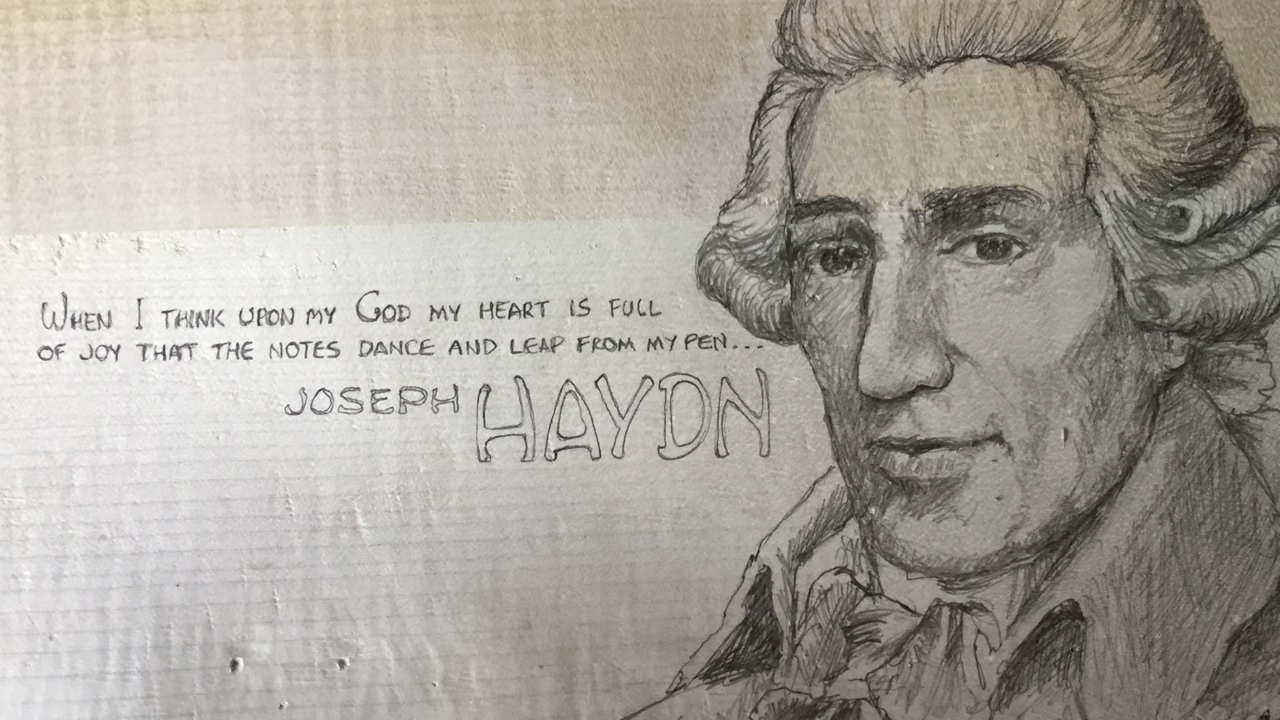 WHEN I THINK UPON MY GOD MY HEART IS FULL
OF JOY THAT THE NOTES DANCE AND LEAP FROM MY PEN...
JOSEPH HAYDN